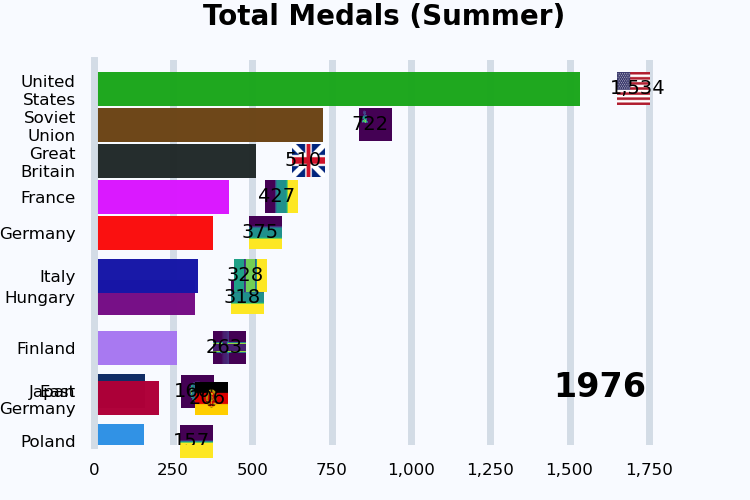 Total Medals (Summer)
United
States
1,534
Soviet
Union
722
Great
Britain
510
France
427
Germany
375
Italy
328
Hungary
318
Finland
263
Japan
East
Germany
206
1976
Poland
157
0 250 500 750 1,000 1,250 1,500 1,750